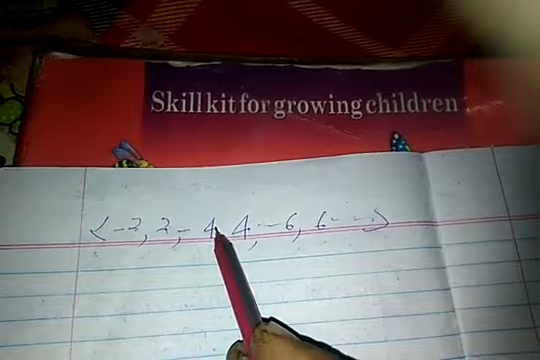 Skill kit for growing children
<-2, 2, -4, 4, -6, 6 - - ->